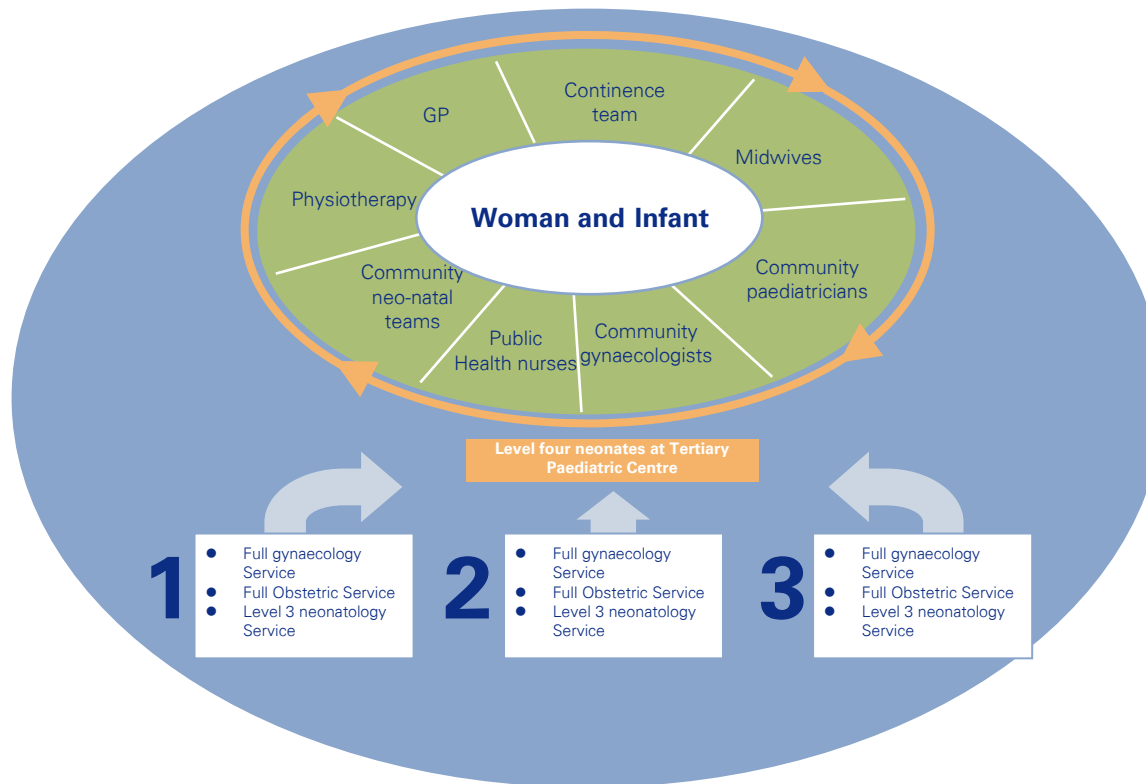 GP
Continence
team
Midwives
Physotherapy
Woman and Infant
Community
paediatricians
Community
neo-natal
teams
Public
Health nurses
Community
gynaecologists
Level four neonates at Tertiary
Paediatric Centre
1
● Full gynaecology
Service
● Full Obstetric Service
● Level 3 neonatology
Service
2
● Full gynaecology
Service
● Full Obstetric Service
● Level 3 neonatology
Service
3
● Full gynaecology
Service
● Full Obstetric Service
● Level 3 neonatology
Service